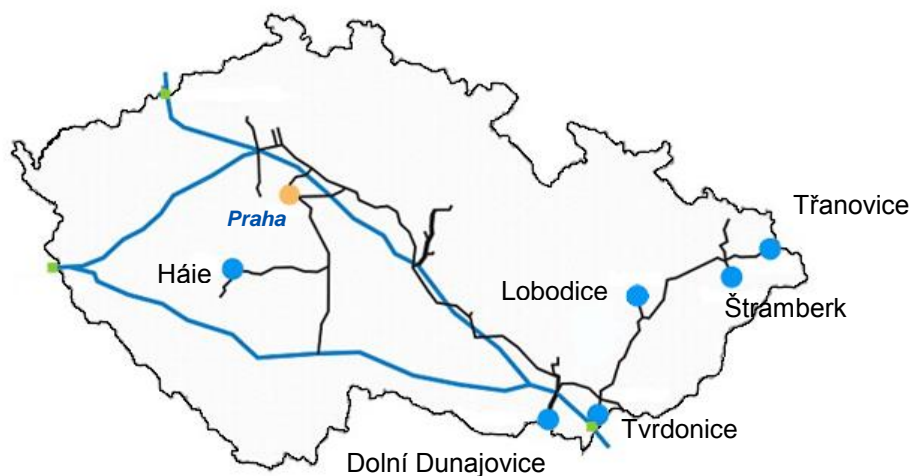 Třanovice
Praha
Háie
Lobodice
Štramberk
Tvrdonice
Dolní Dunajovice